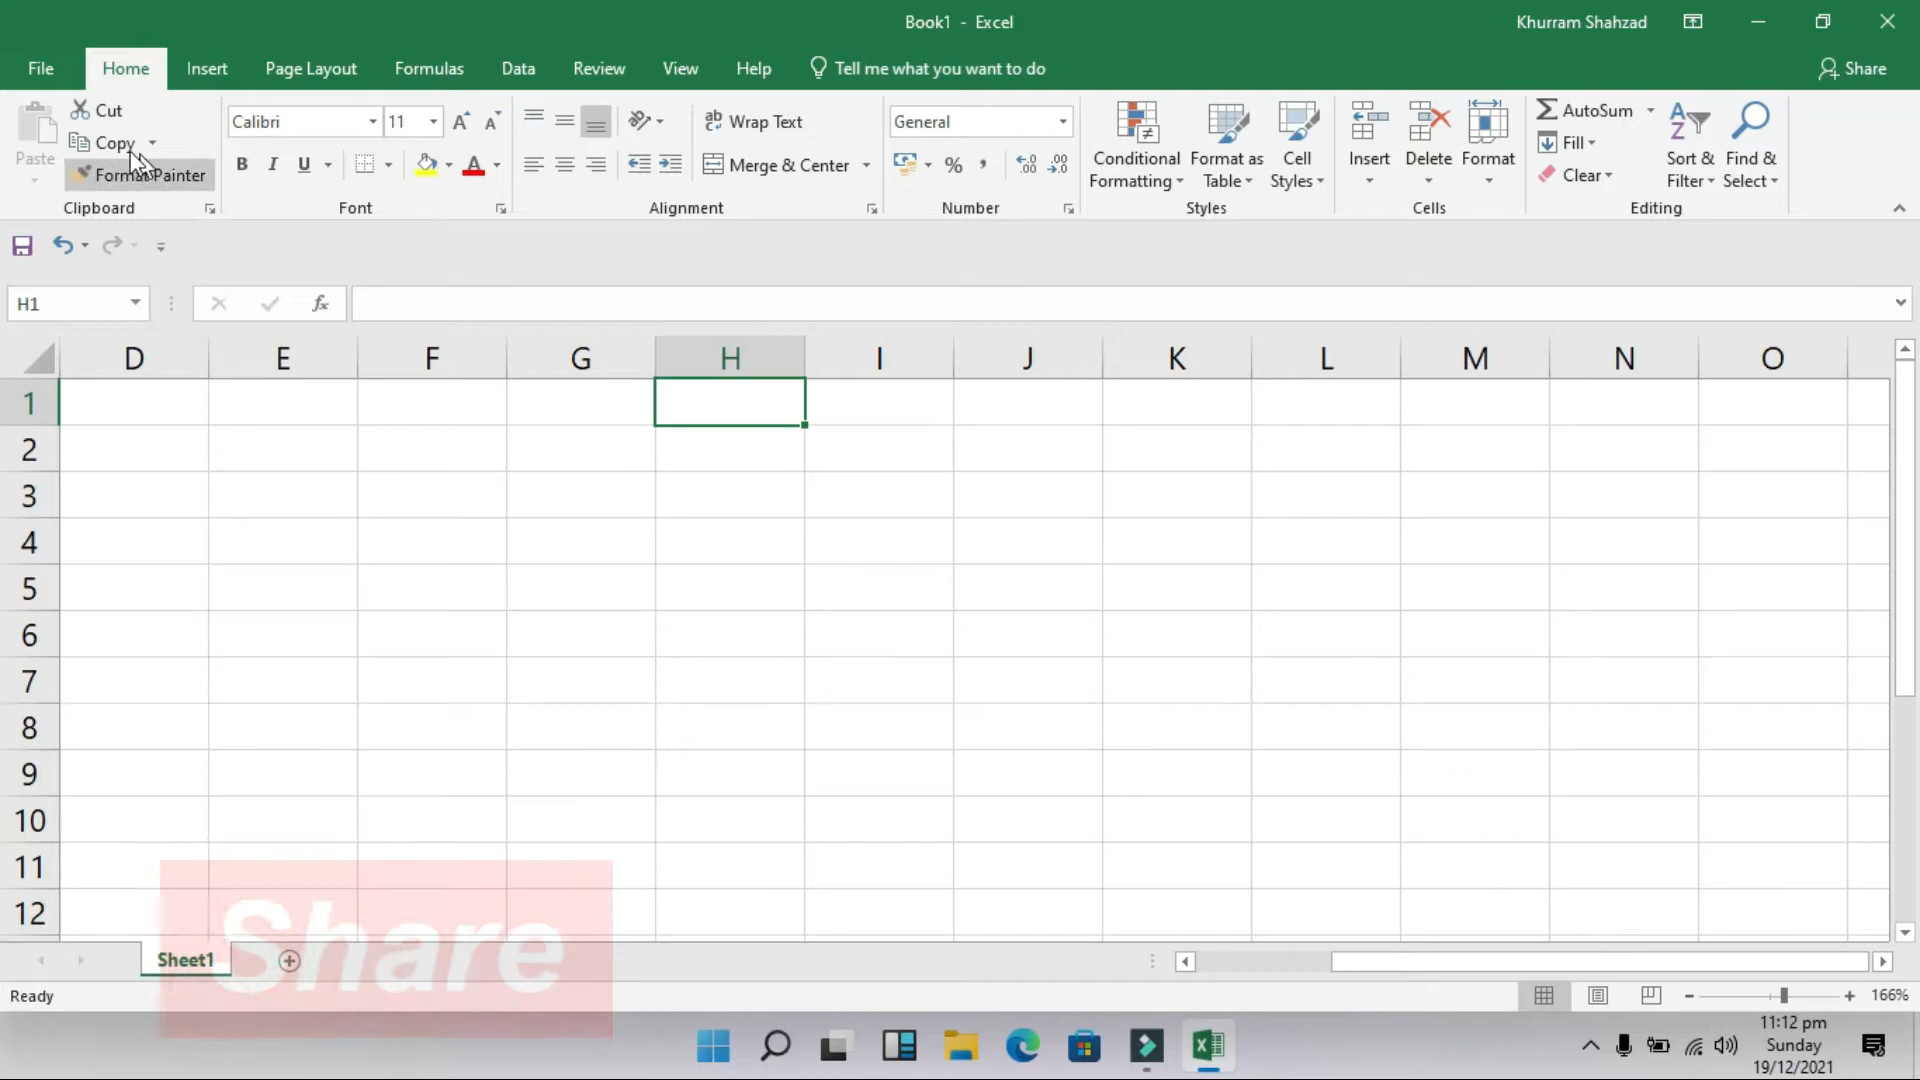 Book1 - Excel
Khurram Shahzad
File Home Insert Page Layout Formulas Data Review View Help Tell me what you want to do Share
Paste
Cut
Copy
Format Painter
Clipboard
Calibri 11
B I U A
Font
Wrap Text
Merge & Center
Alignment
General
%
Number
Conditional Formatting
Format as Table
Cell Styles
Styles
Insert
Delete
Format
Cells
AutoSum
Fill
Clear
Sort & Filter
Find & Select
Editing
H1
fx
D E F G H I J K L M N O
1
2
3
4
5
6
7
8
9
10
11
12
Share
Sheet1
Ready
166%
11:12 pm
Sunday
19/12/2021